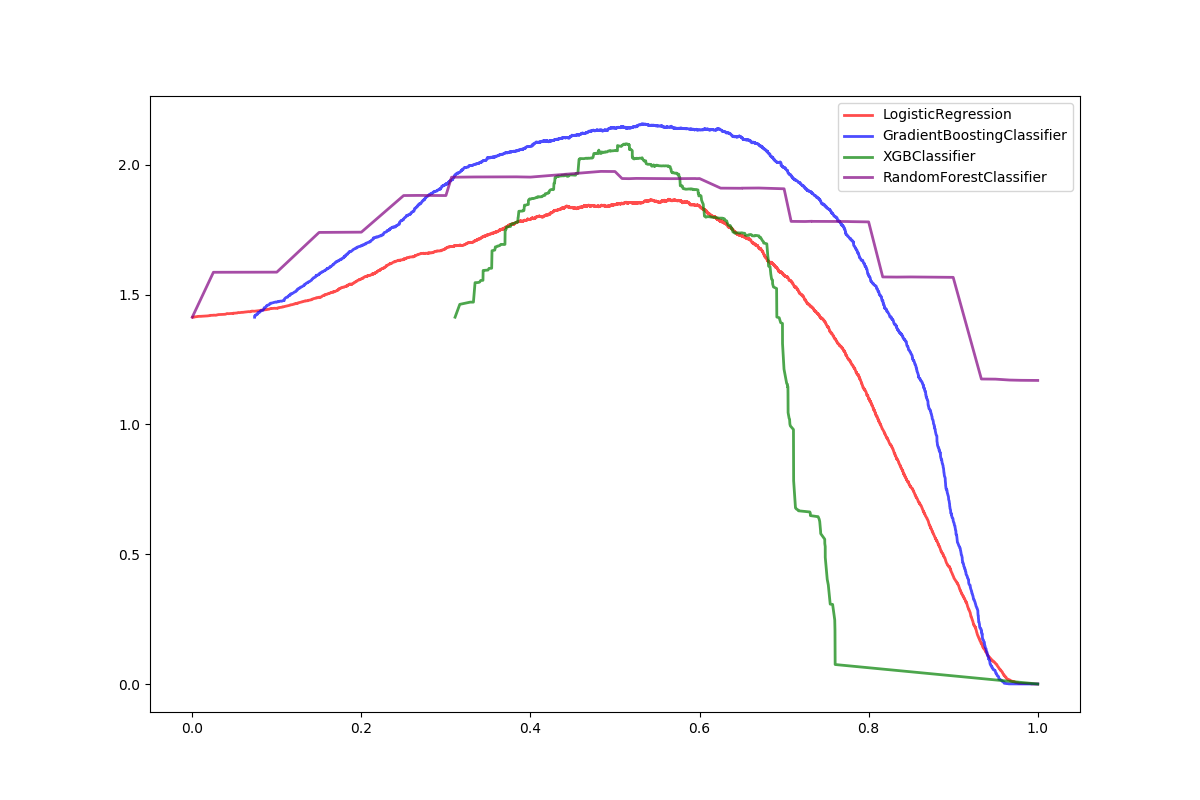 LogisticRegression
GradientBoostingClassifier
XGBClassifier
RandomForestClassifier
2.0
1.5
1.0
0.5
0.0
0.0 0.2 0.4 0.6 0.8 1.0